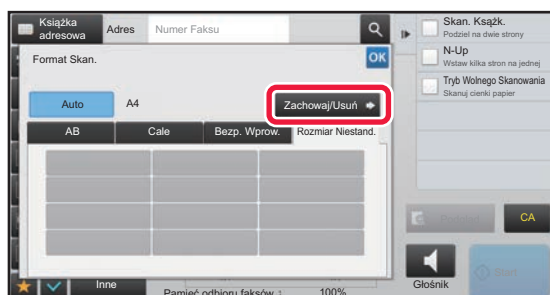 Książka
adresowa
Adres
Numer Faksu
Skan. Książk.
Podziel na dwie strony
N-Up
Wstaw kilka stron na jednej
Tryb Wolnego Skanowania
Skanuj cienki papier
Format Skan.
OK
Auto
A4
Zachowaj/Usuń
AB
Cale
Bezp. Wprow.
Rozmiar Niestand.
CA
Start
Głośnik
Inne
Pamięć odbioru faksów :
100%